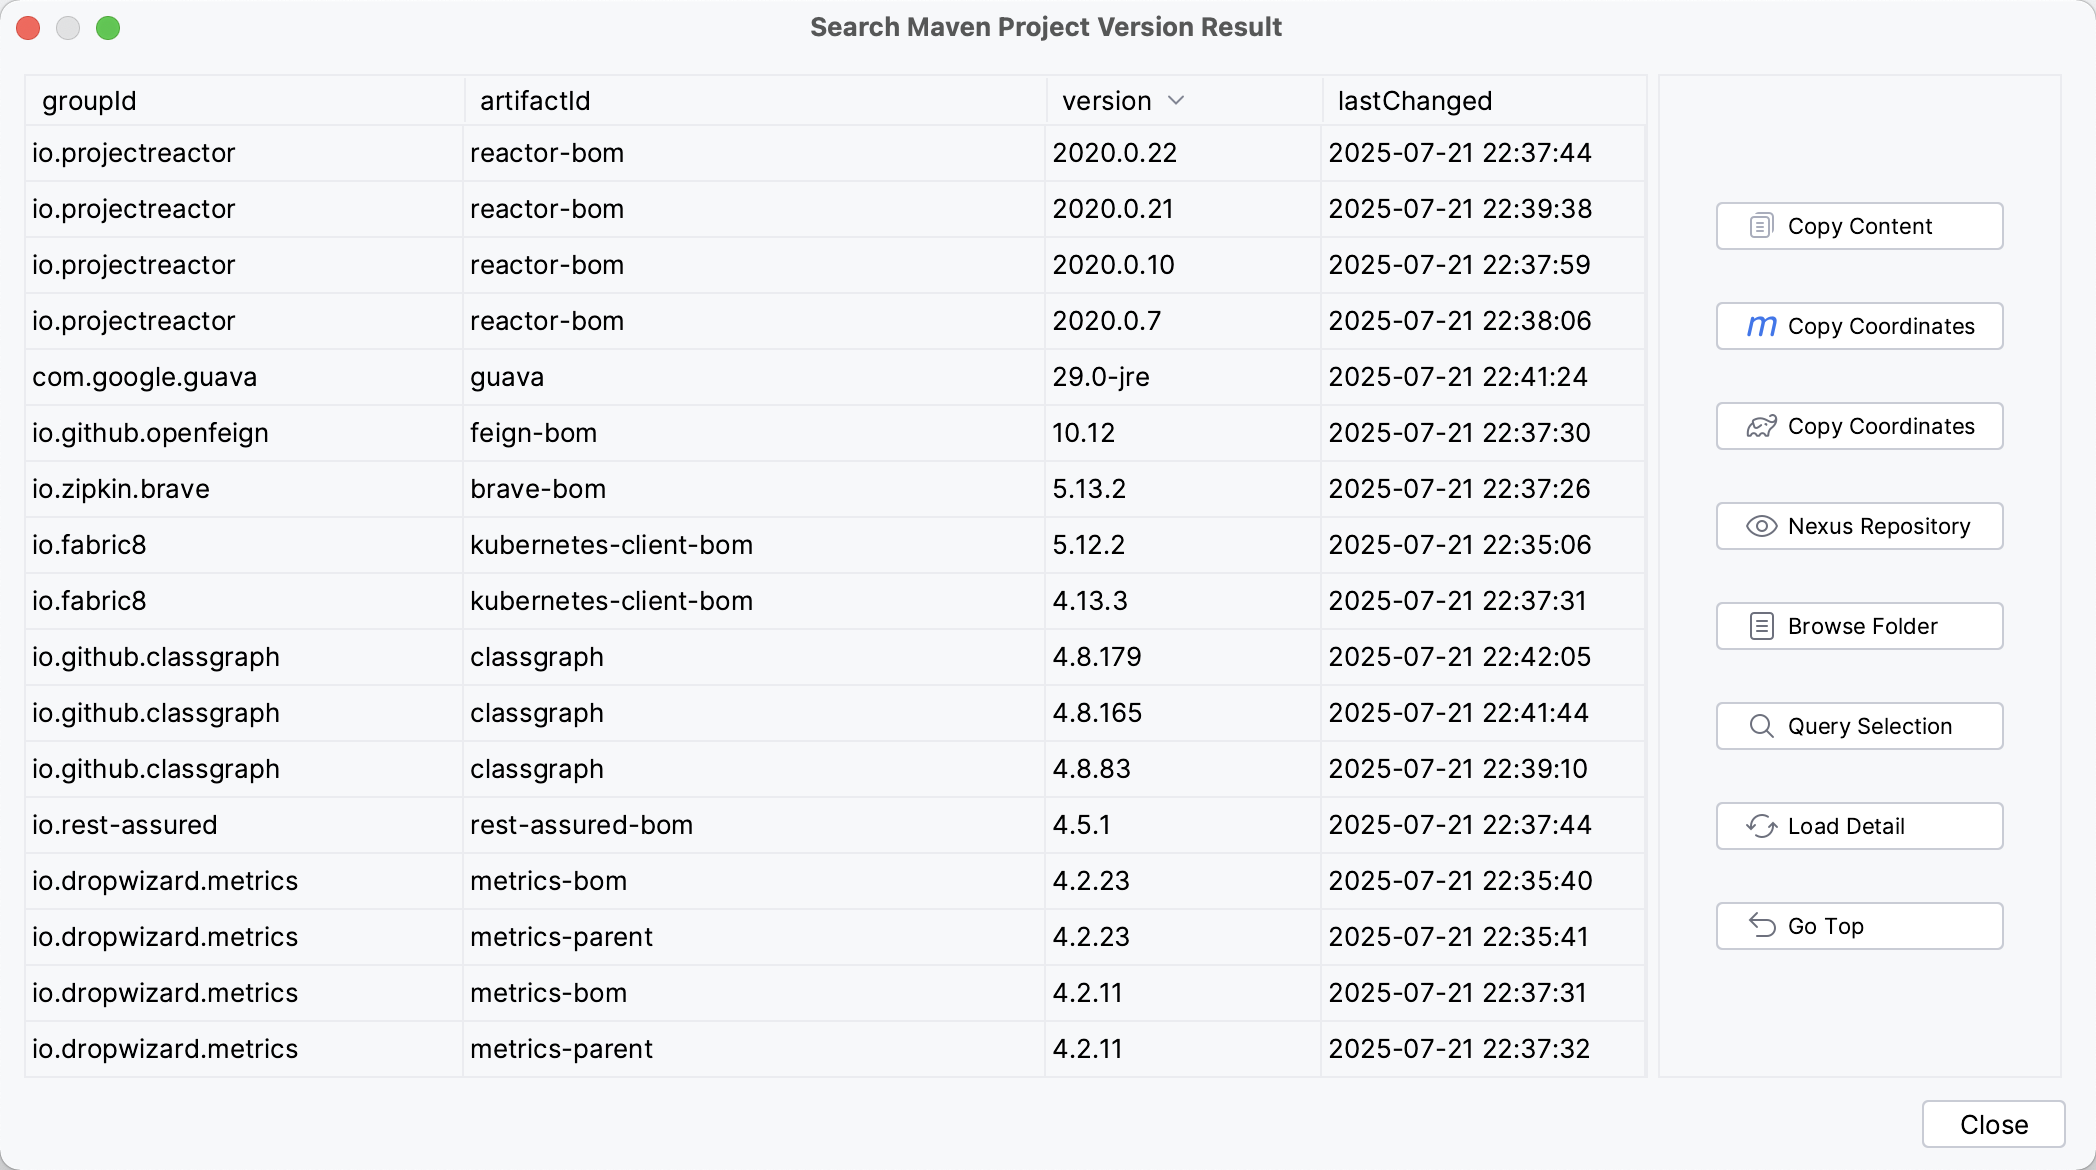 Search Maven Project Version Result
groupId artifactId version lastChanged
io.projectreactor reactor-bom 2020.0.22 2025-07-21 22:37:44
io.projectreactor reactor-bom 2020.0.21 2025-07-21 22:39:38
io.projectreactor reactor-bom 2020.0.10 2025-07-21 22:37:59
io.projectreactor reactor-bom 2020.0.7 2025-07-21 22:38:06
com.google.guava guava 29.0-jre 2025-07-21 22:41:24
io.github.openfeign feign-bom 10.12 2025-07-21 22:37:30
io.zipkin.brave brave-bom 5.13.2 2025-07-21 22:37:26
io.fabric8 kubernetes-client-bom 5.12.2 2025-07-21 22:35:06
io.fabric8 kubernetes-client-bom 4.13.3 2025-07-21 22:37:31
io.github.classgraph classgraph 4.8.179 2025-07-21 22:42:05
io.github.classgraph classgraph 4.8.165 2025-07-21 22:41:44
io.github.classgraph classgraph 4.8.83 2025-07-21 22:39:10
io.rest-assured rest-assured-bom 4.5.1 2025-07-21 22:37:44
io.dropwizard.metrics metrics-bom 4.2.23 2025-07-21 22:35:40
io.dropwizard.metrics metrics-parent 4.2.23 2025-07-21 22:35:41
io.dropwizard.metrics metrics-bom 4.2.11 2025-07-21 22:37:31
io.dropwizard.metrics metrics-parent 4.2.11 2025-07-21 22:37:32
Copy Content
m Copy Coordinates
Copy Coordinates
Nexus Repository
Browse Folder
Query Selection
Load Detail
Go Top
Close